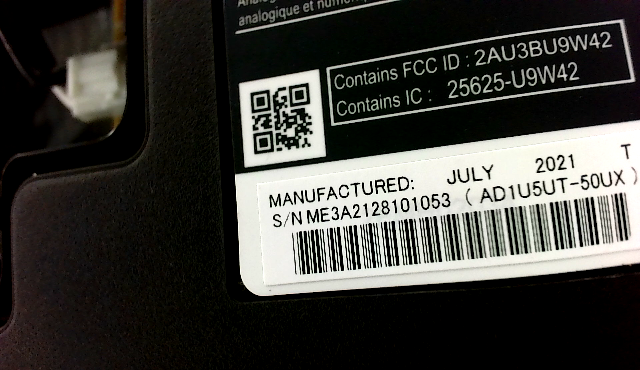 analogique et numéri
Contains FCC ID : 2AU3BU9W42
Contains IC : 25625-U9W42
MANUFACTURED: JULY 2021 T
S/N ME3A2128101053 ( AD1U5UT-50UX )